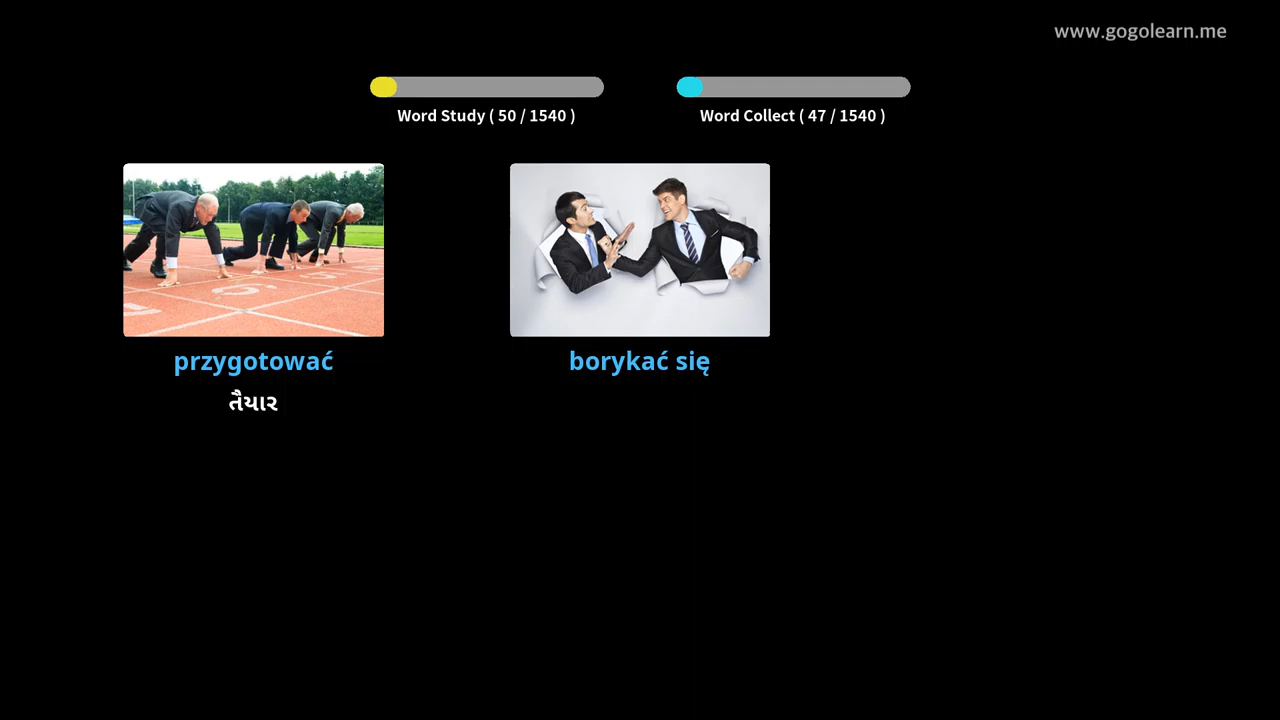 www.gogolearn.me
Word Study ( 50 / 1540 )
Word Collect ( 47 / 1540 )
przygotować
borykać się
તૈયાર